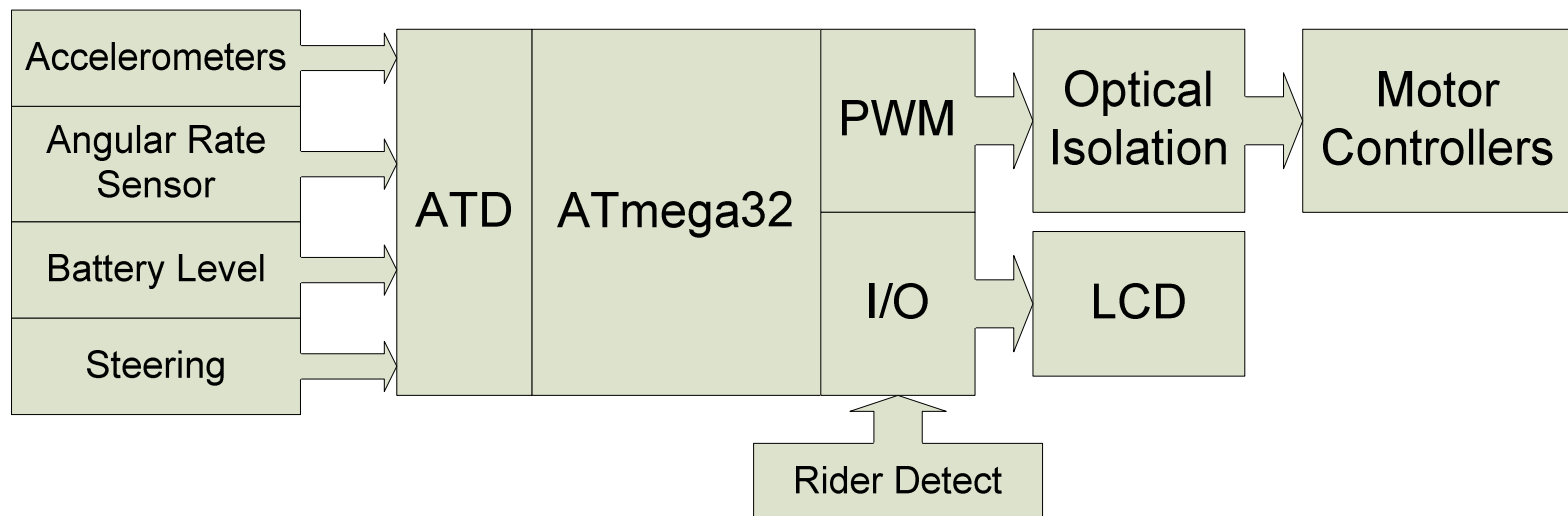 Accelerometers
Angular Rate
Sensor
Battery Level
Steering
ATD
ATmega32
PWM
I/O
Optical
Isolation
Motor
Controllers
LCD
Rider Detect